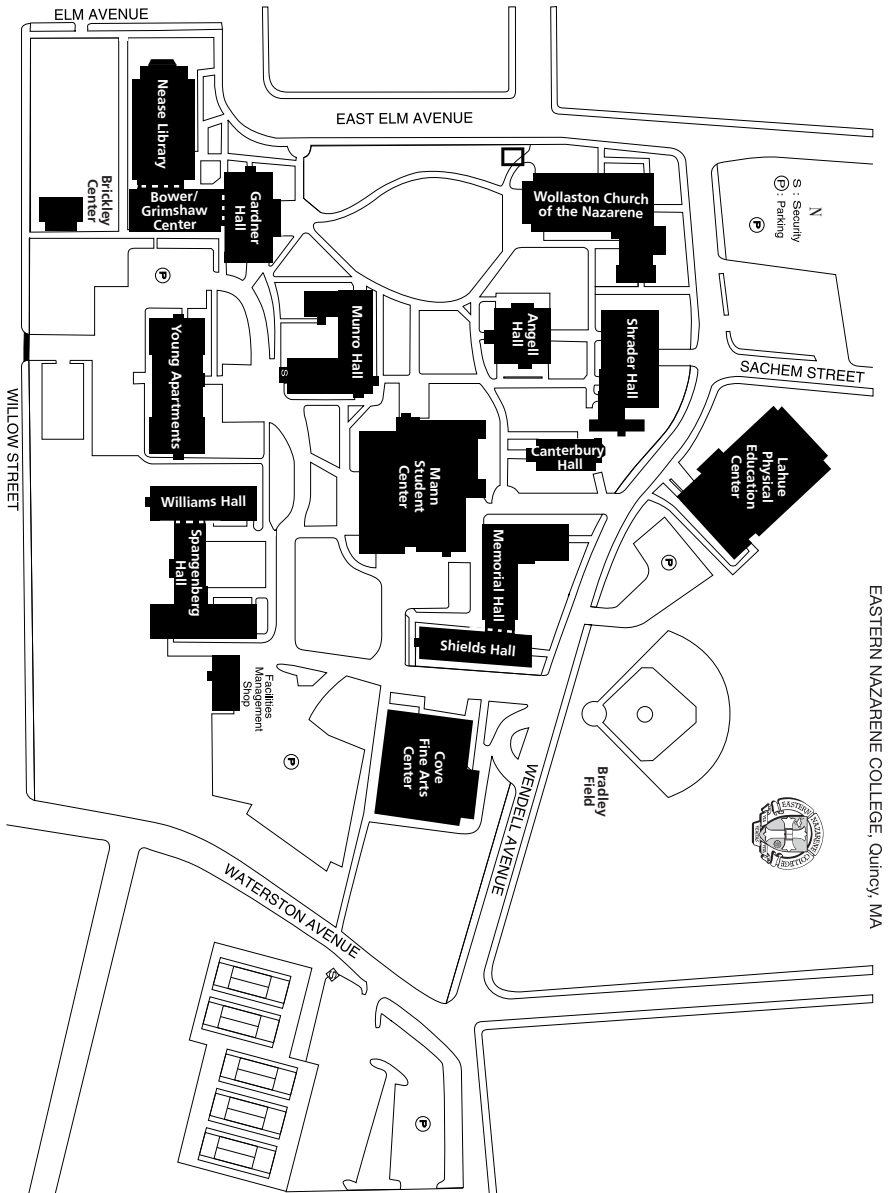 ELM AVENUE
EAST ELM AVENUE
Nease Library
Brickley
Center
Bower/
Grimshaw
Center
Gardner
Hall
Wollaston Church
of the Nazarene
N
S : Security
P : Parking
P
P
Munro Hall
S
Angell
Hall
Shrader Hall
SACHEM STREET
Young Apartments
WILLOW STREET
Mann
Student
Center
Canterbury
Hall
Lahue
Physical
Education
Center
Williams Hall
Spangenberg
Hall
Memorial Hall
Shields Hall
P
EASTERN NAZARENE COLLEGE, Quincy, MA
Facilities
Management
Shop
P
Cove
Fine Arts
Center
WENDELL AVENUE
Bradley
Field
EASTERN NAZARENE COLLEGE
WATERSTON AVENUE
S
P